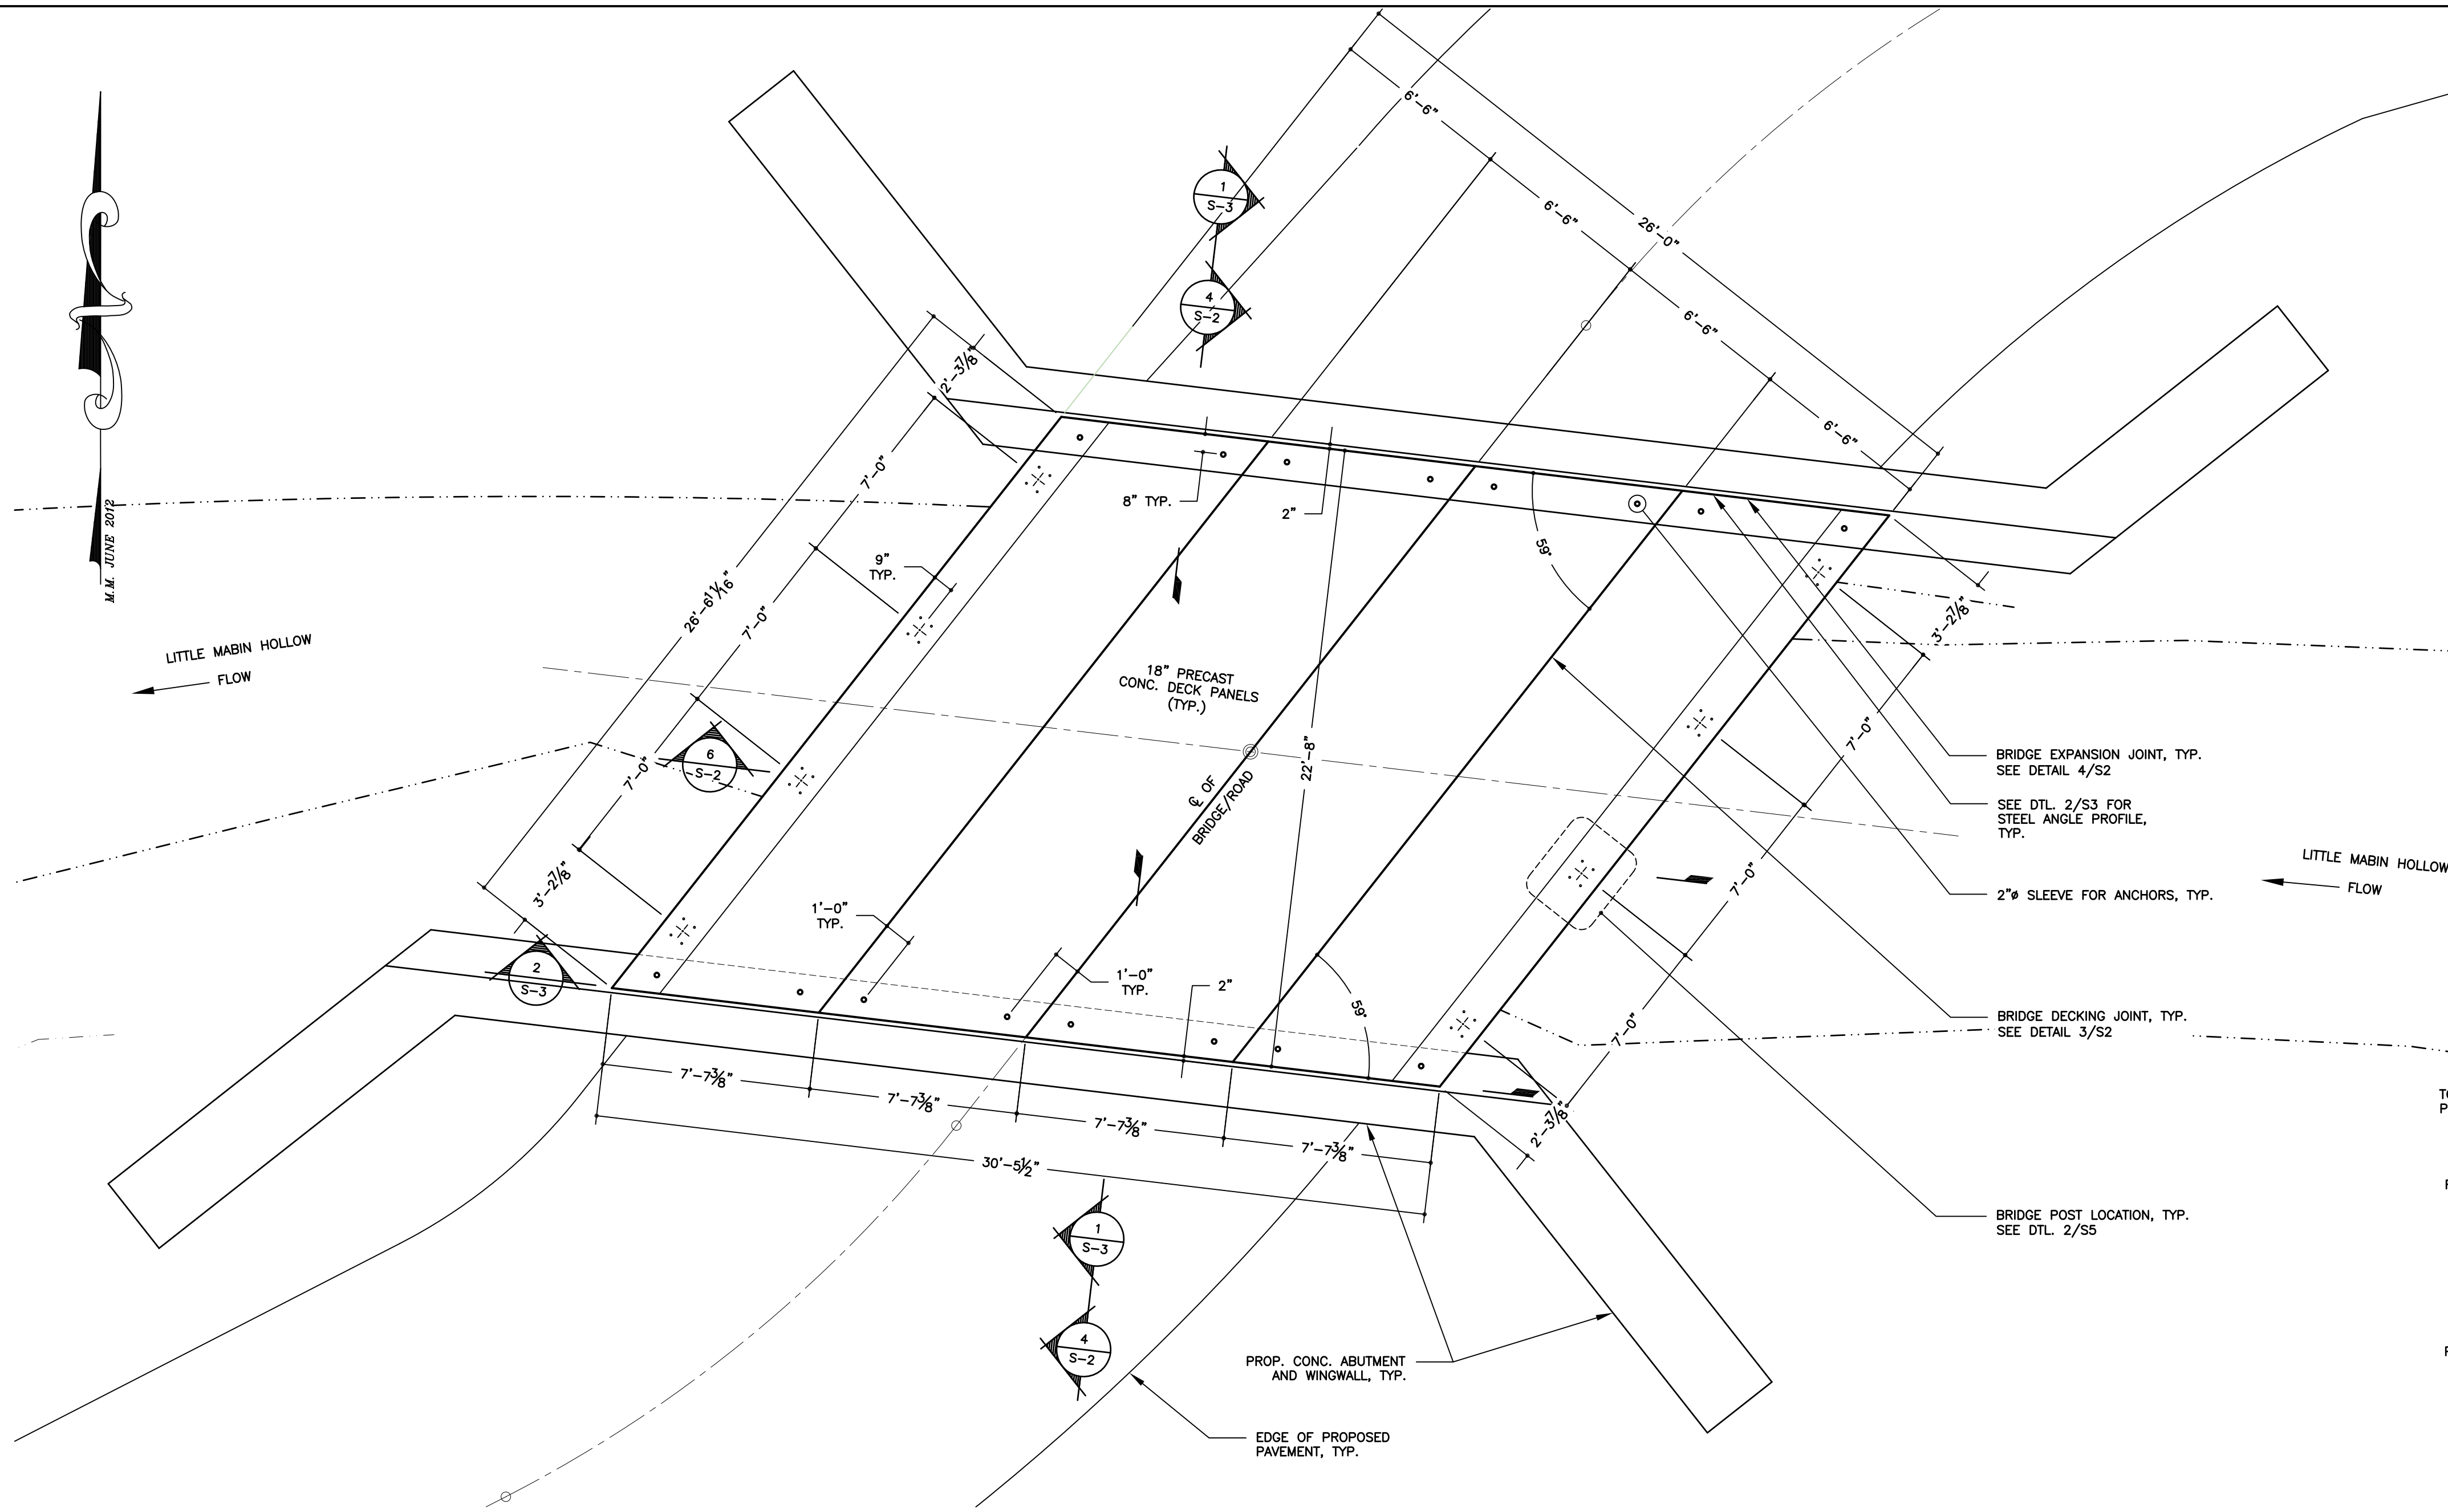 6'-6"
6'-6"
26'-0"
6'-6"
6'-6"
1
S-3
4
S-2
2'-3⅞"
7'-0"
7'-0"
7'-0"
3'-2⅞"
26'-6 11/16"
M.M. JUNE 2012
LITTLE MABIN HOLLOW
FLOW
8" TYP.
2"
9"
TYP.
59°
18" PRECAST
CONC. DECK PANELS
(TYP.)
℄ OF
BRIDGE/ROAD
22'-8"
6
S-2
2
S-3
1'-0"
TYP.
1'-0"
TYP.
2"
59°
3'-2⅞"
7'-0"
7'-0"
7'-0"
2'-3⅞"
7'-7⅜"
7'-7⅜"
7'-7⅜"
7'-7⅜"
30'-5½"
1
S-3
4
S-2
BRIDGE EXPANSION JOINT, TYP.
SEE DETAIL 4/S2
SEE DTL. 2/S3 FOR
STEEL ANGLE PROFILE,
TYP.
2"ø SLEEVE FOR ANCHORS, TYP.
LITTLE MABIN HOLLOW
FLOW
BRIDGE DECKING JOINT, TYP.
SEE DETAIL 3/S2
BRIDGE POST LOCATION, TYP.
SEE DTL. 2/S5
PROP. CONC. ABUTMENT
AND WINGWALL, TYP.
EDGE OF PROPOSED
PAVEMENT, TYP.